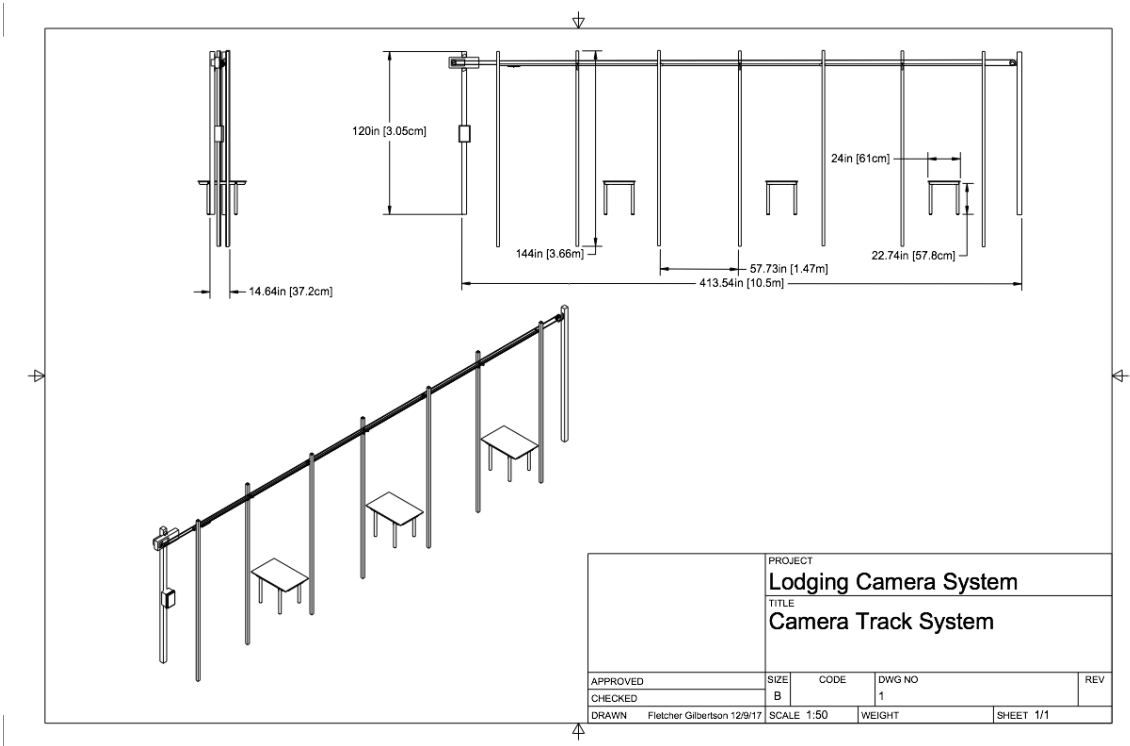 120in [3.05cm]
24in [61cm]
144in [3.66m]
22.74in [57.8cm]
57.73in [1.47m]
413.54in [10.5m]
14.64in [37.2cm]
PROJECT
Lodging Camera System
TITLE
Camera Track System
APPROVED
SIZE CODE DWG NO REV
CHECKED
B 1
DRAWN Fletcher Gilbertson 12/9/17 SCALE 1:50 WEIGHT SHEET 1/1